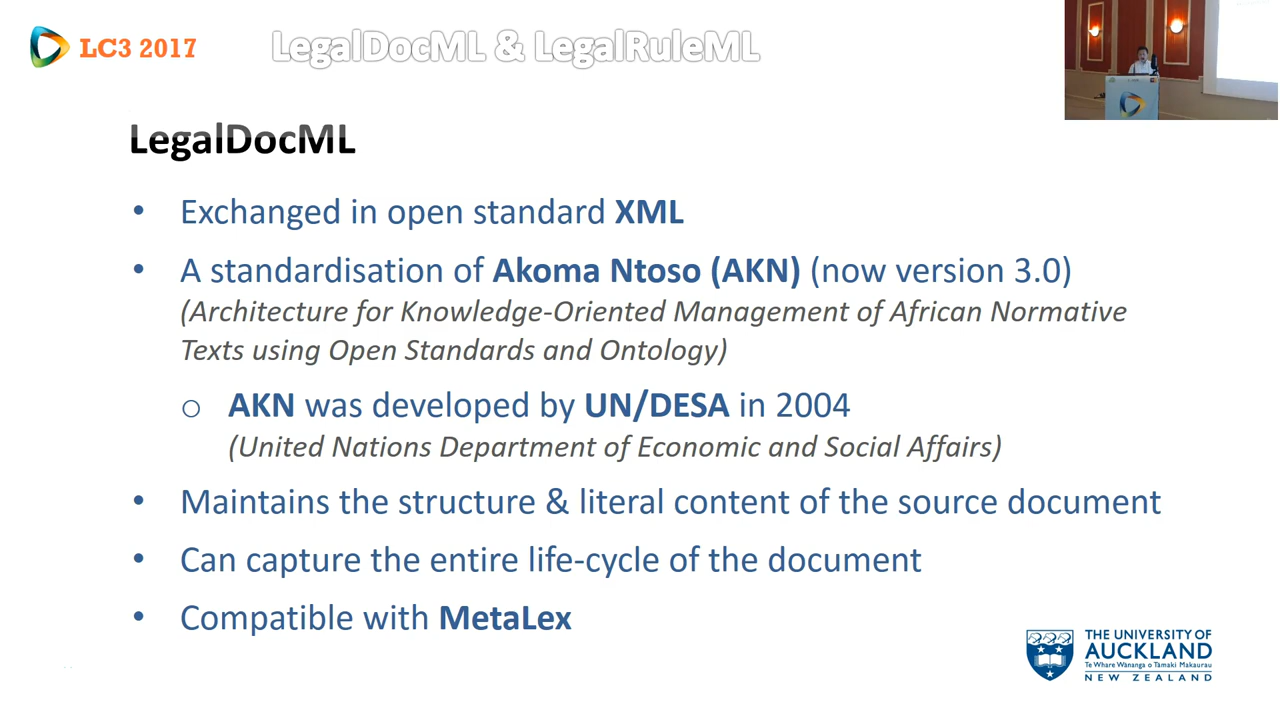 LC3 2017
LegalDocML & LegalRuleML
LegalDocML
• Exchanged in open standard XML
• A standardisation of Akoma Ntoso (AKN) (now version 3.0)
(Architecture for Knowledge-Oriented Management of African Normative
Texts using Open Standards and Ontology)
o AKN was developed by UN/DESA in 2004
(United Nations Department of Economic and Social Affairs)
• Maintains the structure & literal content of the source document
• Can capture the entire life-cycle of the document
• Compatible with MetaLex
THE UNIVERSITY OF
AUCKLAND
Te Whare Wānanga o Tāmaki Makaurau
NEW ZEALAND